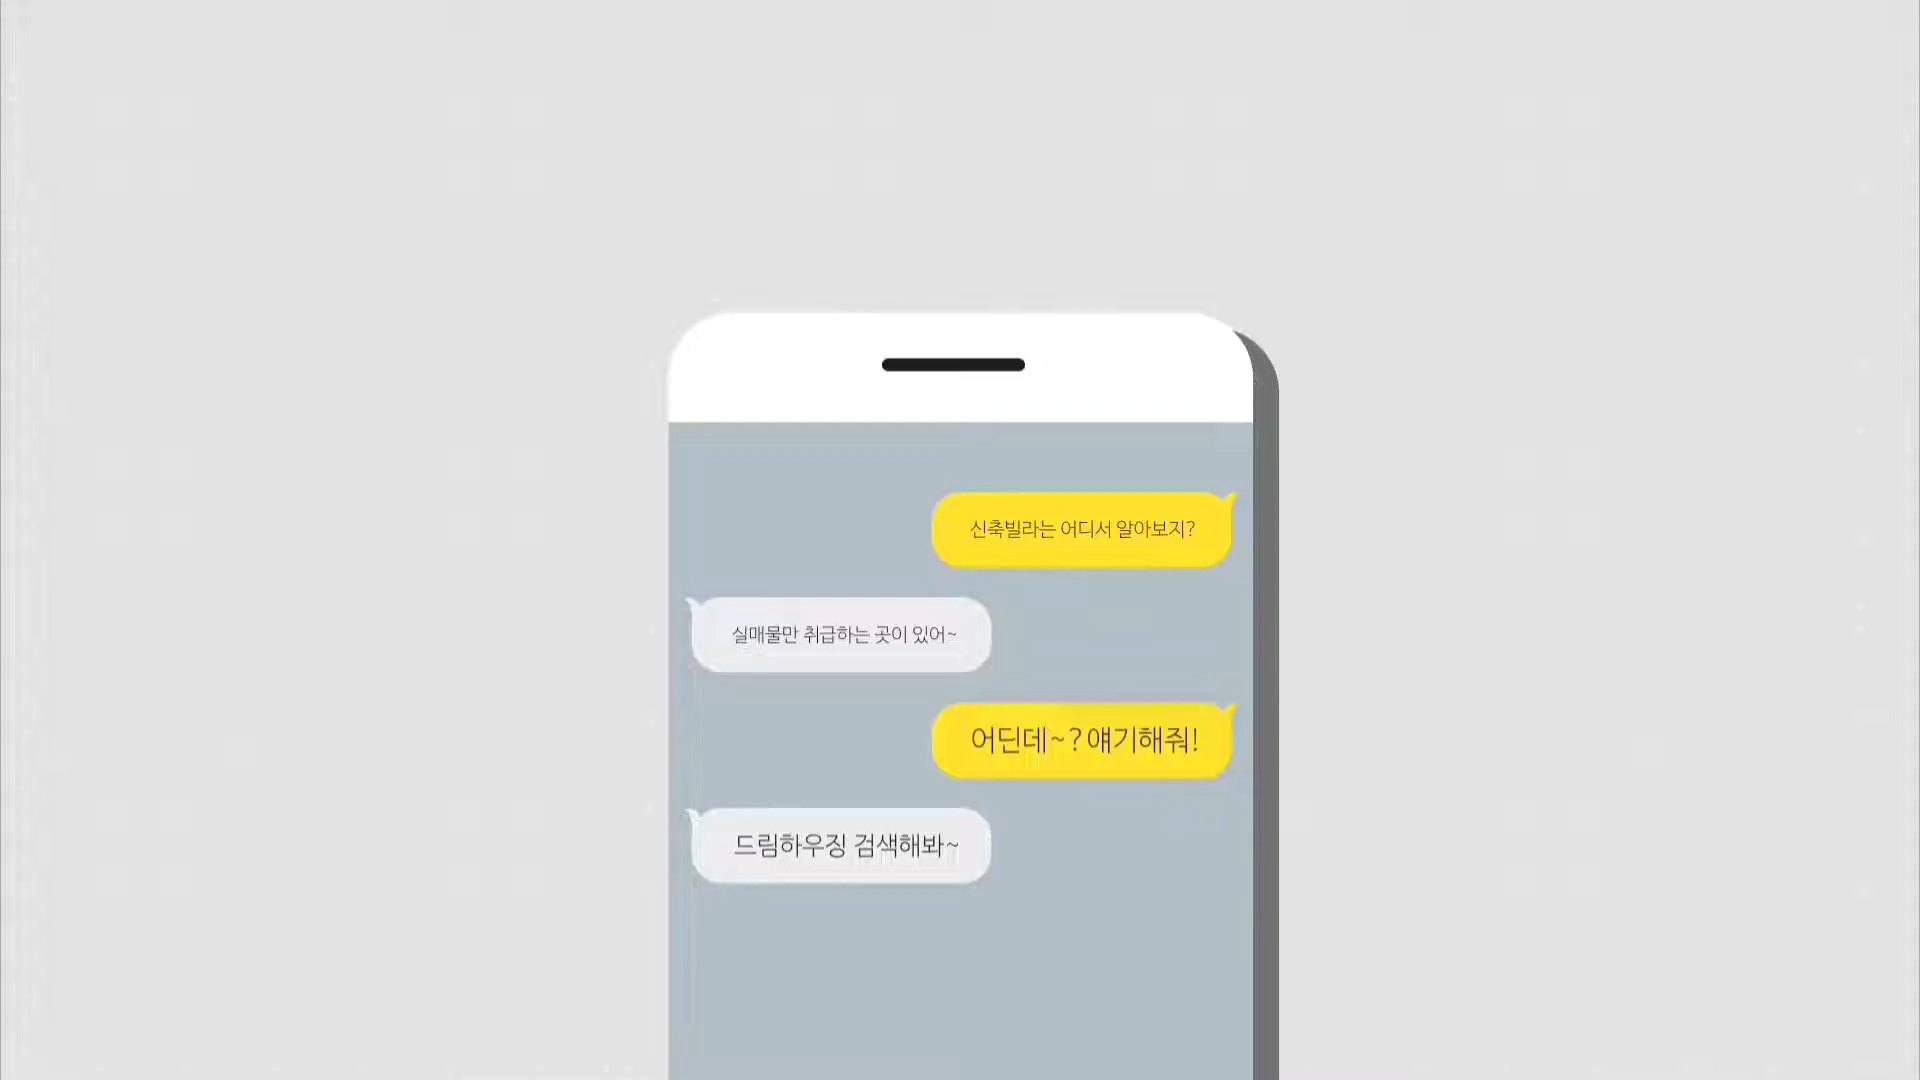 신축빌라는 어디서 알아보지?
실매물만 취급하는 곳이 있어~
어딘데~? 얘기해줘!
드림하우징 검색해봐~